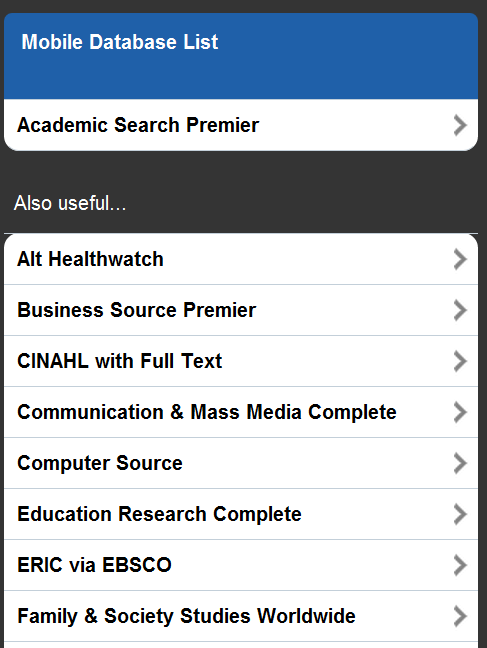 Mobile Database List
Academic Search Premier
Also useful...
Alt Healthwatch
Business Source Premier
CINAHL with Full Text
Communication & Mass Media Complete
Computer Source
Education Research Complete
ERIC via EBSCO
Family & Society Studies Worldwide